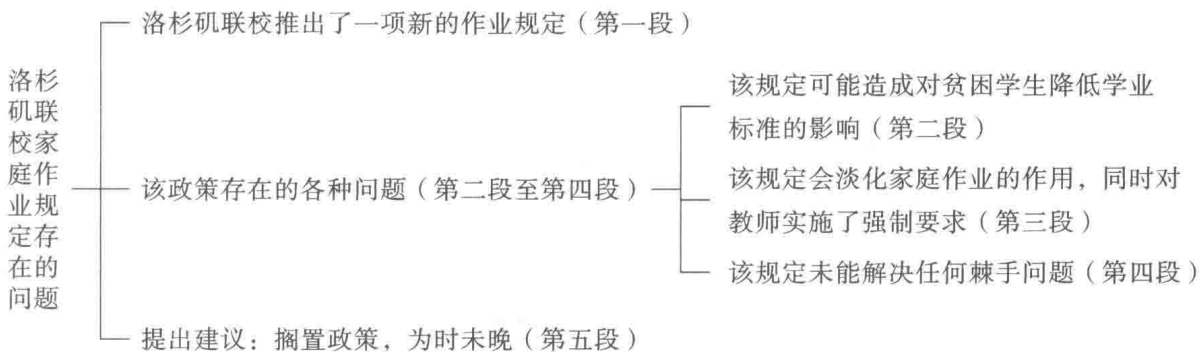 洛杉矶联校推出了一项新的作业规定（第一段）
洛杉
矶联
校家
庭作
业规
定存
在的
问题
该政策存在的各种问题（第二段至第四段）
该规定可能造成对贫困学生降低学业
标准的影响（第二段）
该规定会淡化家庭作业的作用，同时对
教师实施了强制要求（第三段）
该规定未能解决任何棘手问题（第四段）
提出建议：搁置政策，为时未晚（第五段）